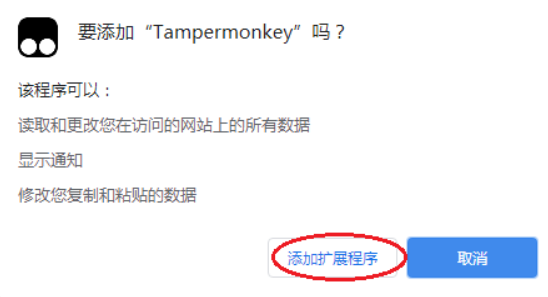 要添加“Tampermonkey”吗？
该程序可以：
读取和更改您在访问的网站上的所有数据
显示通知
修改您复制和粘贴的数据
添加扩展程序
取消